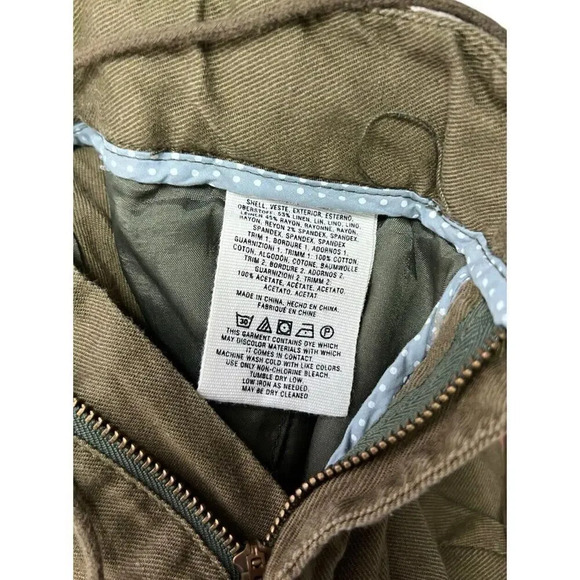 SHELL, VESTE, EXTERIOR, ESTERNO,
OBERSTOFF: 53% LINEN, LIN, LINO, LINO,
LEINEN 45% RAYON, RAYONNE, RAYON,
RAYON, REYON 2% SPANDEX, SPANDEX,
SPANDEX, SPANDEX, SPANDEX
TRIM 1, BORDURE 1, ADORNOS 1,
GUARNIZIONI 1, TRIMM 1: 100% COTTON,
COTON, ALGODÓN, COTONE, BAUMWOLLE
TRIM 2, BORDURE 2, ADORNOS 2,
GUARNIZIONI 2, TRIMM 2:
100% ACETATE, ACÉTATE, ACETATO,
ACETATO, ACETAT
MADE IN CHINA, HECHO EN CHINA,
FABRIQUE EN CHINE
30
P
THIS GARMENT CONTAINS DYE WHICH
MAY DISCOLOR MATERIALS WITH WHICH
IT COMES IN CONTACT.
MACHINE WASH COLD WITH LIKE COLORS.
USE ONLY NON-CHLORINE BLEACH.
TUMBLE DRY LOW.
LOW IRON AS NEEDED.
MAY BE DRY CLEANED